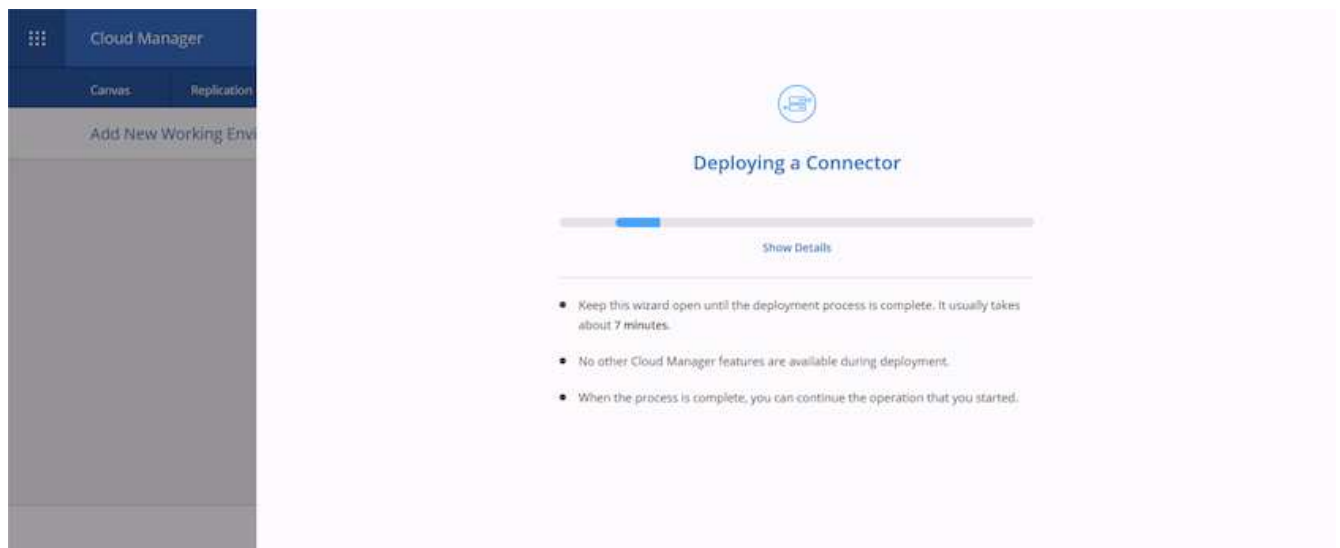 Cloud Manager
Canvas
Replication
Add New Working Envi
Deploying a Connector
Show Details
Keep this wizard open until the deployment process is complete. It usually takes
about 7 minutes.
No other Cloud Manager features are available during deployment.
When the process is complete, you can continue the operation that you started.